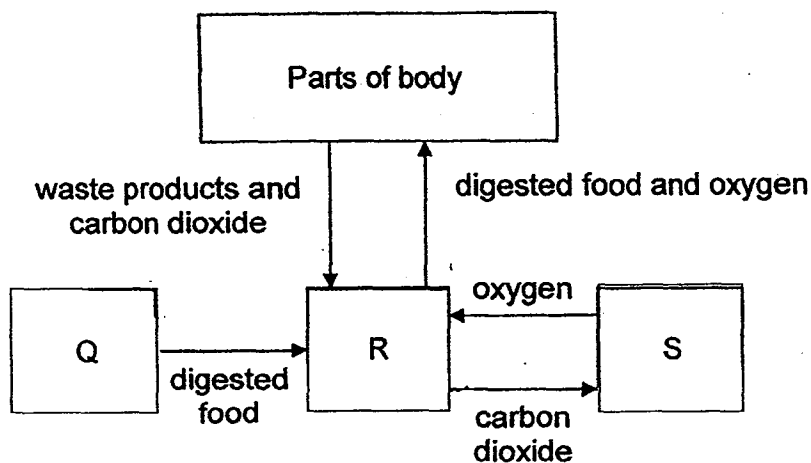 Parts of body
waste products and
carbon dioxide
digested food and oxygen
Q
digested
food
R
oxygen
carbon
dioxide
S